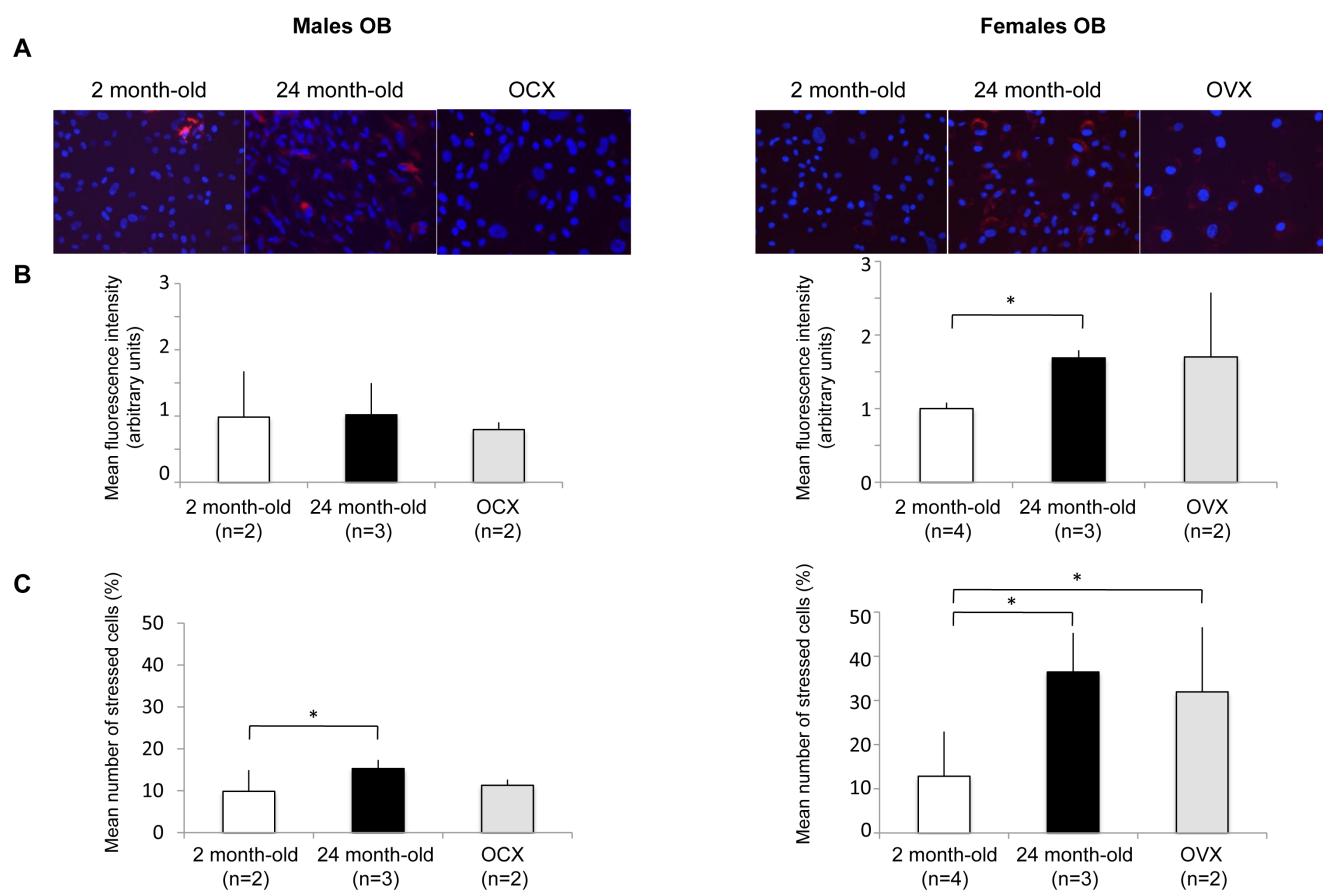 Males OB
Females OB
A
2 month-old
24 month-old
OCX
2 month-old
24 month-old
OVX
B
Mean fluorescence intensity
(arbitrary units)
3
2
1
0
2 month-old
(n=2)
24 month-old
(n=3)
OCX
(n=2)
Mean fluorescence intensity
(arbitrary units)
3
2
1
0
*
2 month-old
(n=4)
24 month-old
(n=3)
OVX
(n=2)
C
Mean number of stressed cells (%)
50
40
30
20
10
0
*
2 month-old
(n=2)
24 month-old
(n=3)
OCX
(n=2)
Mean number of stressed cells (%)
50
40
30
20
10
0
*
*
2 month-old
(n=4)
24 month-old
(n=3)
OVX
(n=2)